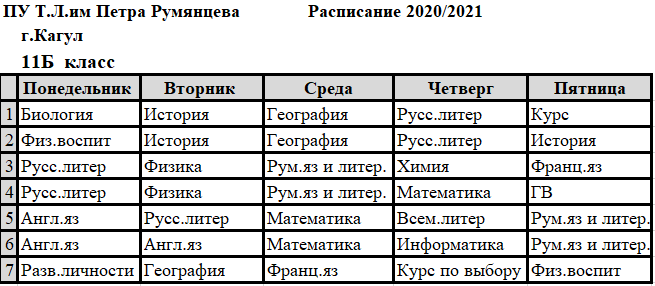 ПУ Т.Л.им Петра Румянцева Расписание 2020/2021
г.Кагул
11Б класс
Понедельник Вторник Среда Четверг Пятница
1 Биология История География Русс.литер Курс
2 Физ.воспит История География Русс.литер История
3 Русс.литер Физика Рум.яз и литер. Химия Франц.яз
4 Русс.литер Физика Рум.яз и литер. Математика ГВ
5 Англ.яз Русс.литер Математика Всем.литер Рум.яз и литер.
6 Англ.яз Англ.яз Математика Информатика Рум.яз и литер.
7 Разв.личности География Франц.яз Курс по выбору Физ.воспит